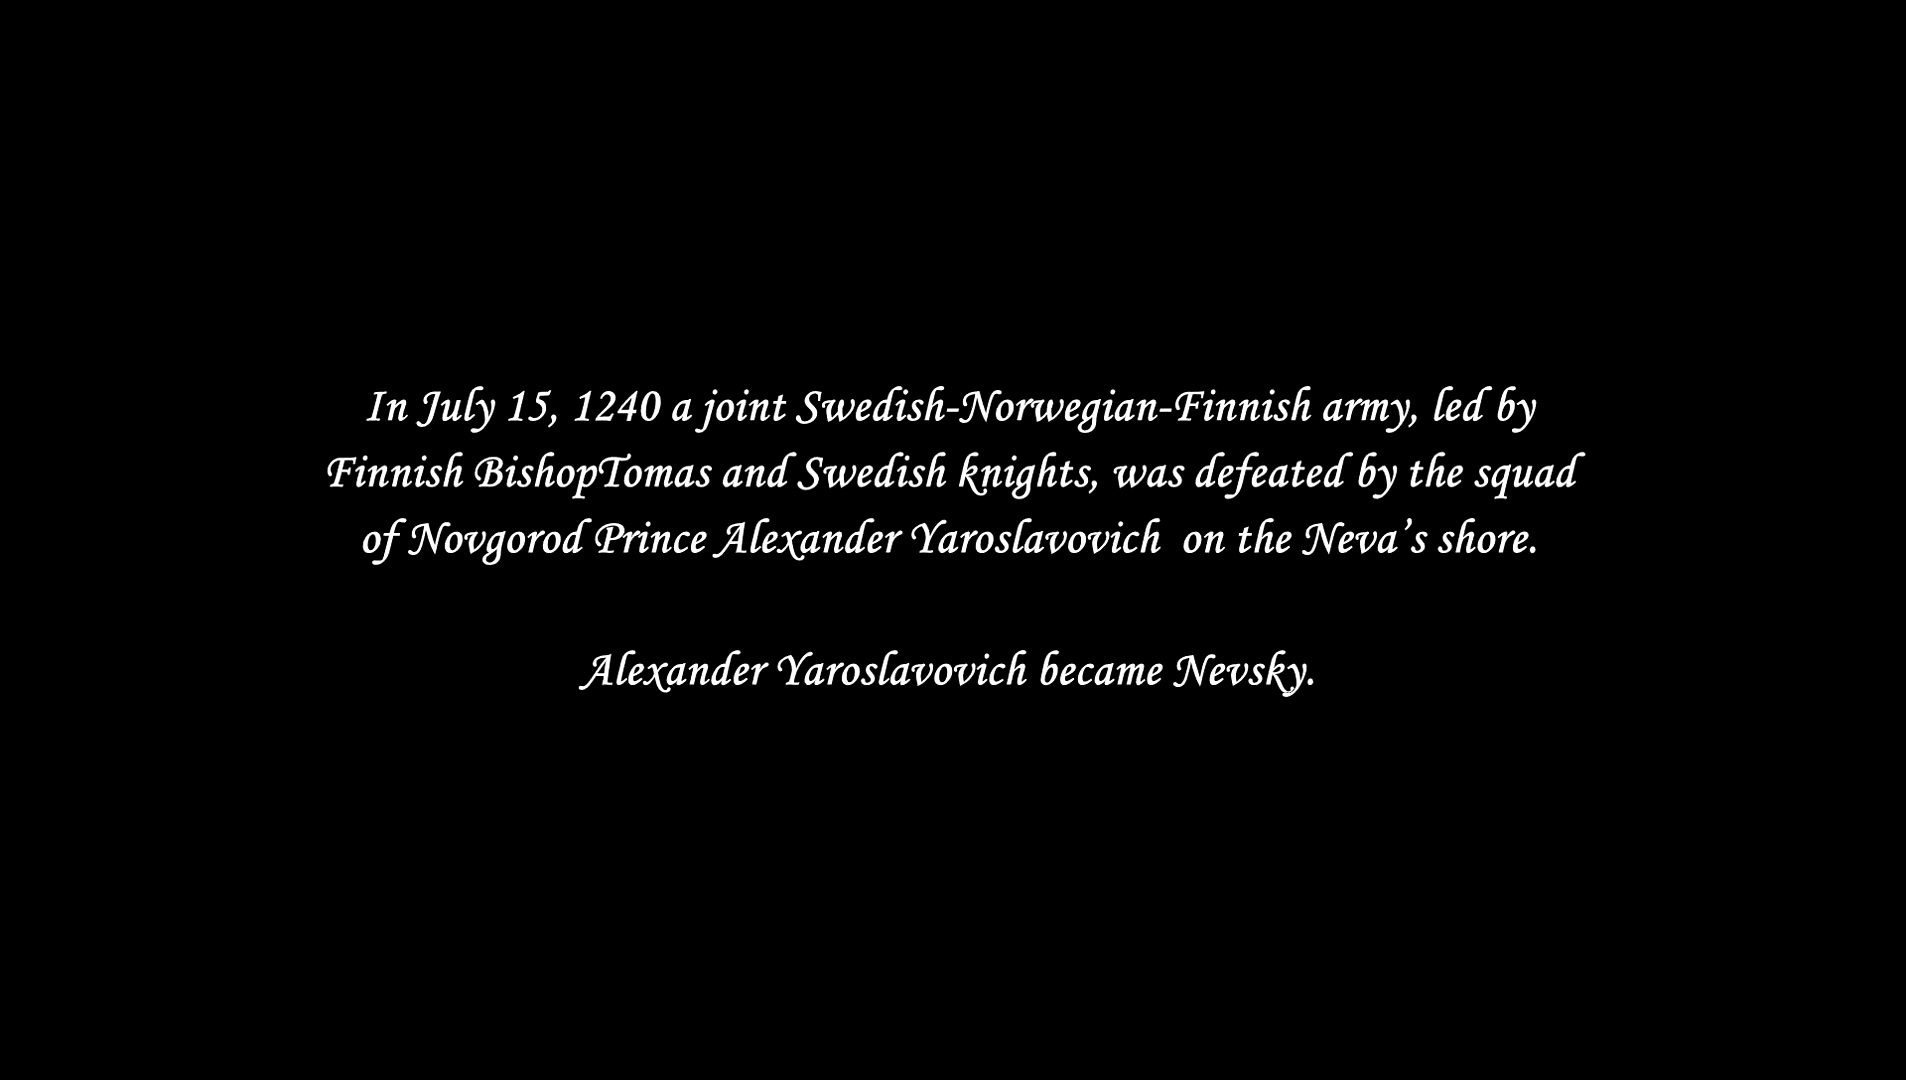 In July 15, 1240 a joint Swedish-Norwegian-Finnish army, led by
Finnish BishopTomas and Swedish knights, was defeated by the squad
of Novgorod Prince Alexander Yaroslavovich  on the Neva’s shore.
Alexander Yaroslavovich became Nevsky.